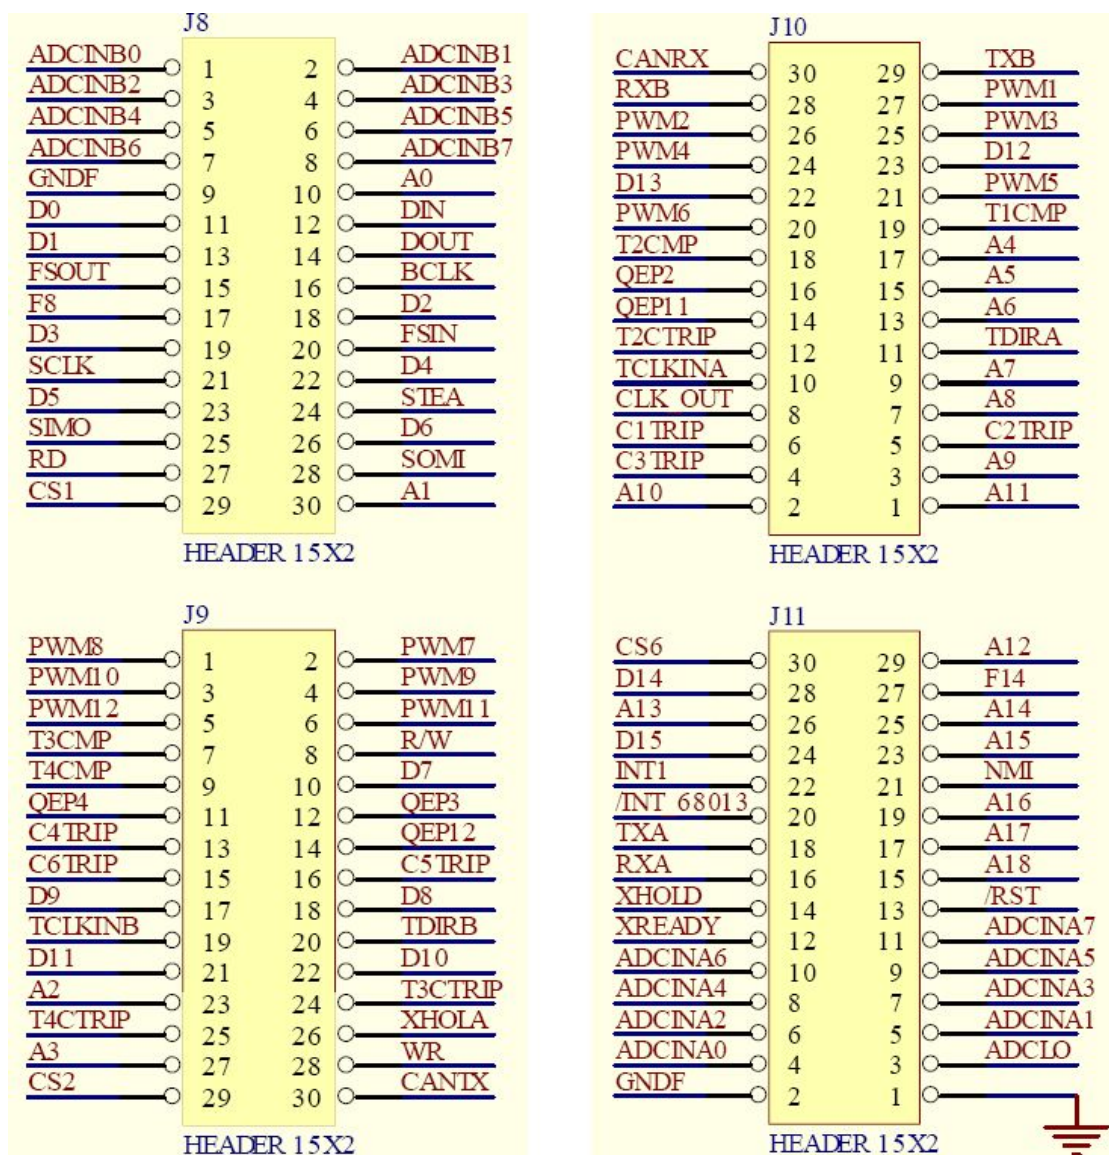 J8
ADCINB0 1 2 ADCINB1
ADCINB2 3 4 ADCINB3
ADCINB4 5 6 ADCINB5
ADCINB6 7 8 ADCINB7
GNDF 9 10 A0
D0 11 12 DIN
D1 13 14 DOUT
FSOUT 15 16 BCLK
F8 17 18 D2
D3 19 20 FSIN
SCLK 21 22 D4
D5 23 24 STEA
SIMO 25 26 D6
RD 27 28 SOMI
CS1 29 30 A1
HEADER 15X2
J10
CANRX 30 29 TXB
RXB 28 27 PWM1
PWM2 26 25 PWM3
PWM4 24 23 D12
D13 22 21 PWM5
PWM6 20 19 T1CMP
T2CMP 18 17 A4
QEP2 16 15 A5
QEP11 14 13 A6
T2CTRIP 12 11 TDIRA
TCLKINA 10 9 A7
CLK_OUT 8 7 A8
C1TRIP 6 5 C2TRIP
C3TRIP 4 3 A9
A10 2 1 A11
HEADER 15X2
J9
PWM8 1 2 PWM7
PWM10 3 4 PWM9
PWM12 5 6 PWM11
T3CMP 7 8 R/W
T4CMP 9 10 D7
QEP4 11 12 QEP3
C4TRIP 13 14 QEP12
C6TRIP 15 16 C5TRIP
D9 17 18 D8
TCLKINB 19 20 TDIRB
D11 21 22 D10
A2 23 24 T3CTRIP
T4CTRIP 25 26 XHOLA
A3 27 28 WR
CS2 29 30 CANTX
HEADER 15X2
J11
CS6 30 29 A12
D14 28 27 F14
A13 26 25 A14
D15 24 23 A15
INT1 22 21 NMI
/INT_68013 20 19 A16
TXA 18 17 A17
RXA 16 15 A18
XHOLD 14 13 /RST
XREADY 12 11 ADCINA7
ADCINA6 10 9 ADCINA5
ADCINA4 8 7 ADCINA3
ADCINA2 6 5 ADCINA1
ADCINA0 4 3 ADCLO
GNDF 2 1
HEADER 15X2